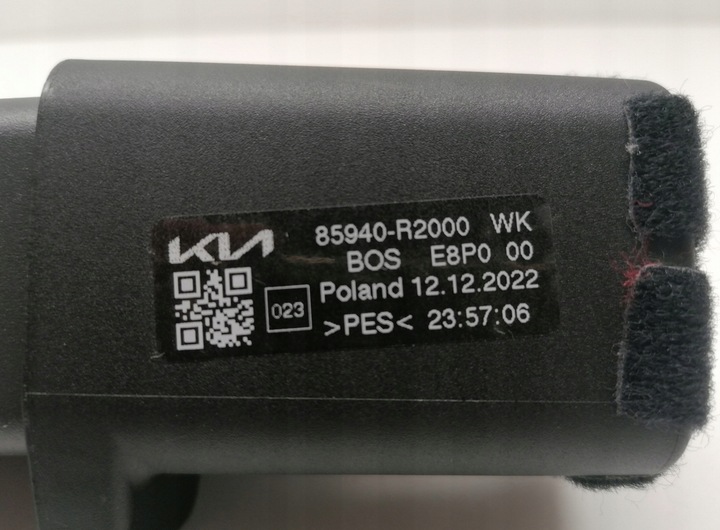 KIA 85940-R2000 WK
BOS E8P0 00
Poland 12.12.2022
023 >PES< 23:57:06